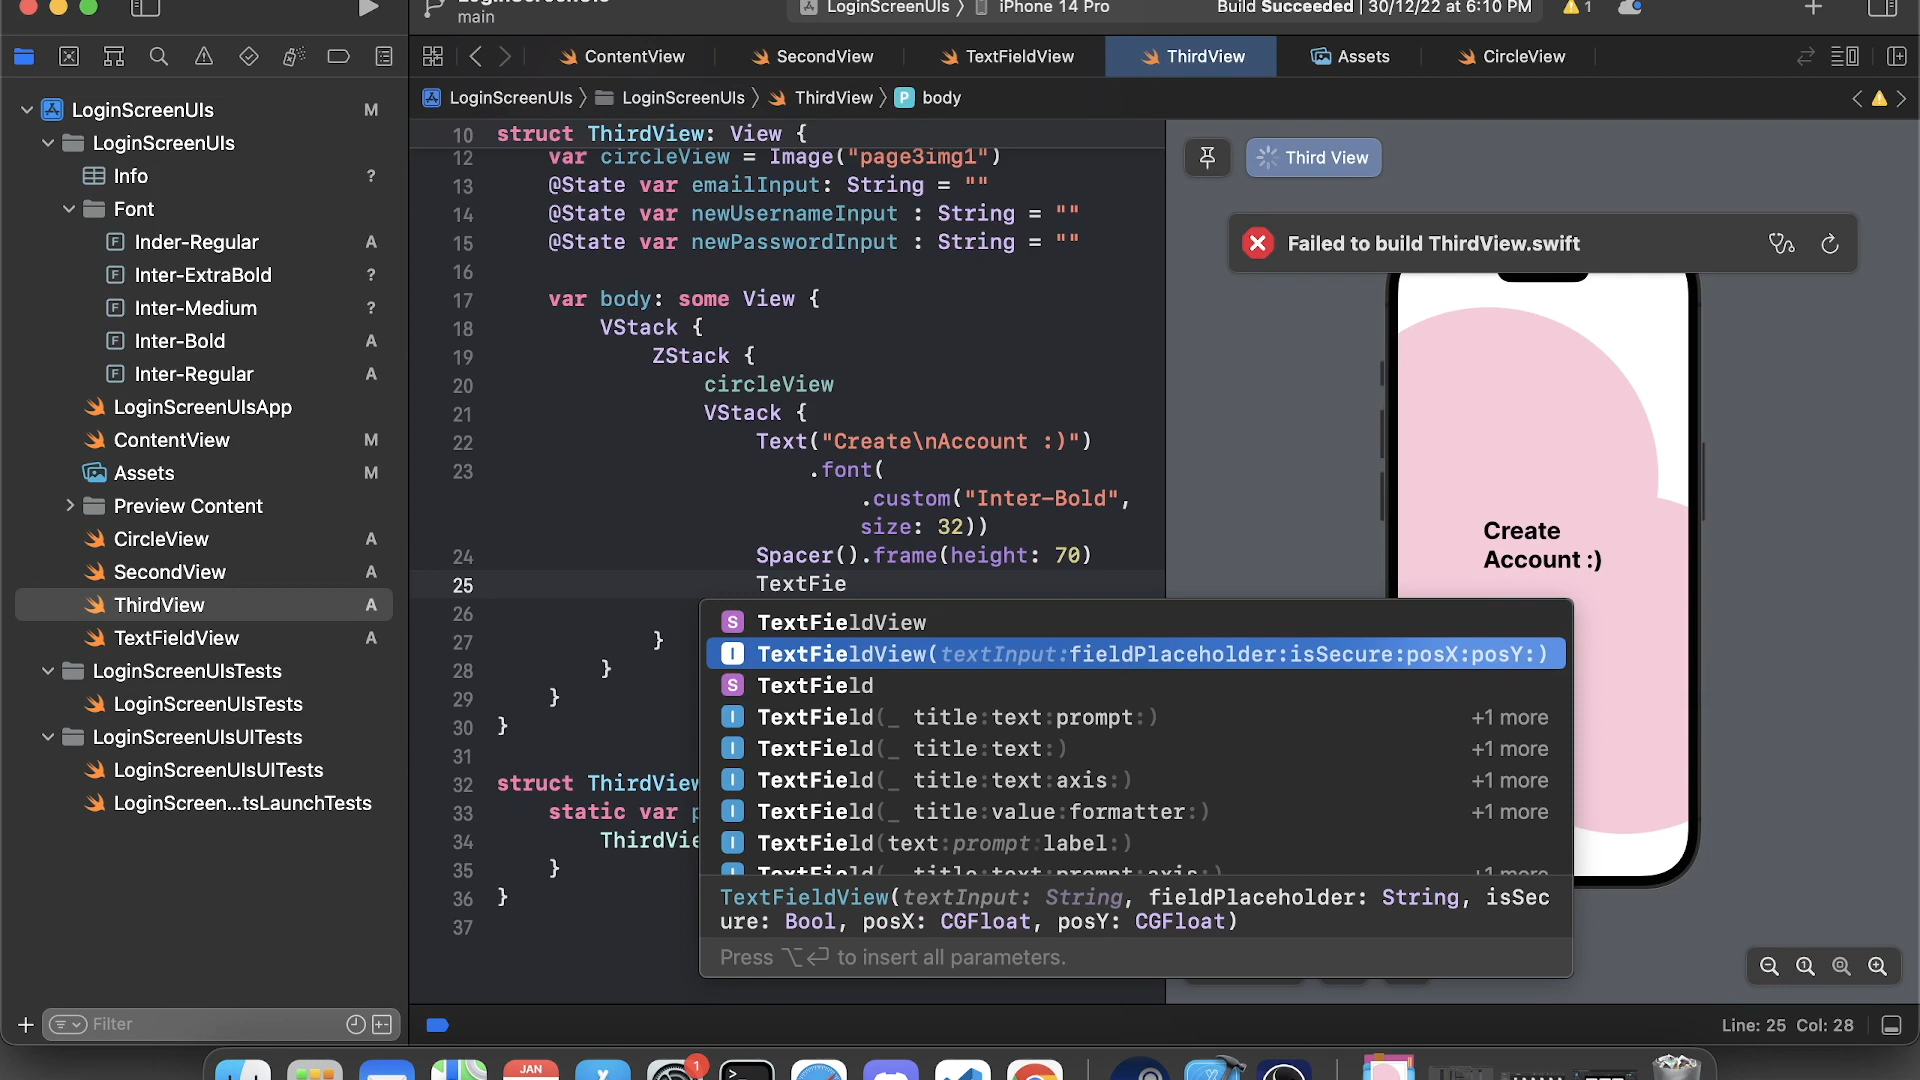 main
LoginScreenUIs
iPhone 14 Pro
Build Succeeded | 30/12/22 at 6:10 PM
1
ContentView
SecondView
TextFieldView
ThirdView
Assets
CircleView
LoginScreenUIs
LoginScreenUIs
ThirdView
P body
LoginScreenUIs M
LoginScreenUIs
Info ?
Font
F Inder-Regular A
F Inter-ExtraBold ?
F Inter-Medium ?
F Inter-Bold A
F Inter-Regular A
LoginScreenUIsApp
ContentView M
Assets M
Preview Content
CircleView A
SecondView A
ThirdView A
TextFieldView A
LoginScreenUIsTests
LoginScreenUIsTests
LoginScreenUIsUITests
LoginScreenUIsUITests
LoginScreen...tsLaunchTests
Filter
10 struct ThirdView: View {
12 var circleView = Image("page3img1")
13 @State var emailInput: String = ""
14 @State var newUsernameInput : String = ""
15 @State var newPasswordInput : String = ""
16
17 var body: some View {
18 VStack {
19 ZStack {
20 circleView
21 VStack {
22 Text("Create\nAccount :)")
23 .font(
.custom("Inter-Bold",
size: 32))
24 Spacer().frame(height: 70)
25 TextFie
26
27 }
28 }
29 }
30 }
31
32 struct ThirdView
33 static var p
34 ThirdVie
35 }
36 }
37
S TextFieldView
I TextFieldView(textInput:fieldPlaceholder:isSecure:posX:posY:)
S TextField
I TextField(_ title:text:prompt:) +1 more
I TextField(_ title:text:) +1 more
I TextField(_ title:text:axis:) +1 more
I TextField(_ title:value:formatter:) +1 more
I TextField(text:prompt:label:)
I TextField(_ title:text:prompt:axis:) +1 more
TextFieldView(textInput: String, fieldPlaceholder: String, isSec
ure: Bool, posX: CGFloat, posY: CGFloat)
Press ⌥↩ to insert all parameters.
Third View
Failed to build ThirdView.swift
Create
Account :)
Line: 25 Col: 28
JAN
1